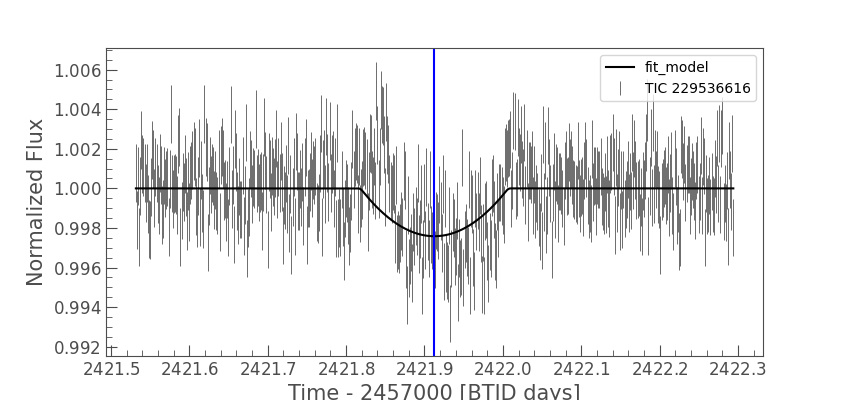 fit_model
TIC 229536616
1.006
1.004
1.002
1.000
0.998
0.996
0.994
0.992
Normalized Flux
2421.5 2421.6 2421.7 2421.8 2421.9 2422.0 2422.1 2422.2 2422.3
Time - 2457000 [BTJD days]